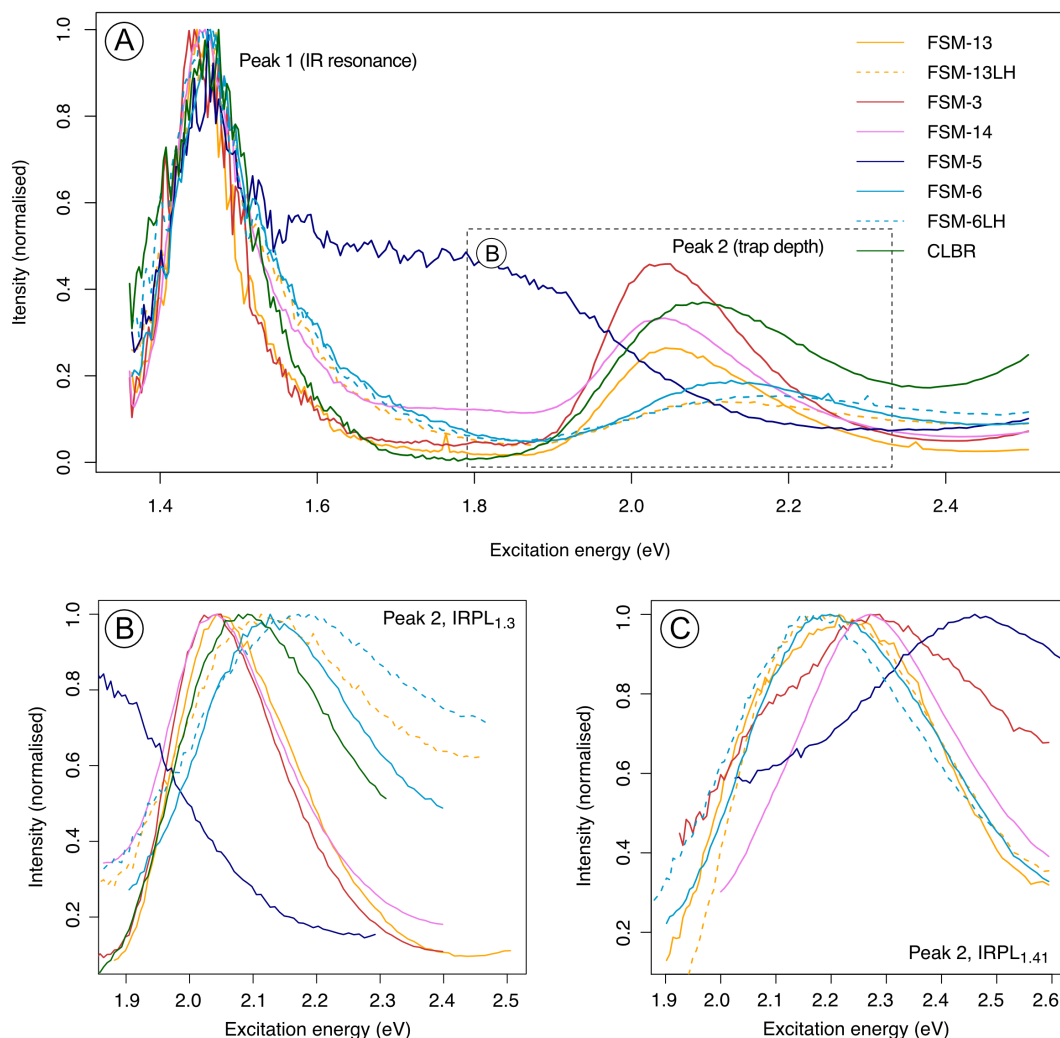 A
Peak 1 (IR resonance)
FSM-13
FSM-13LH
FSM-3
FSM-14
FSM-5
FSM-6
FSM-6LH
CLBR
B
Peak 2 (trap depth)
Itensity (normalised)
0.0
0.2
0.4
0.6
0.8
1.0
1.4 1.6 1.8 2.0 2.2 2.4
Excitation energy (eV)
B
Peak 2, IRPL1.3
Intensity (normalised)
0.2
0.4
0.6
0.8
1.0
1.9 2.0 2.1 2.2 2.3 2.4 2.5
Excitation energy (eV)
C
Peak 2, IRPL1.41
Intensity (normalised)
0.2
0.4
0.6
0.8
1.0
1.9 2.0 2.1 2.2 2.3 2.4 2.5 2.6
Excitation energy (eV)